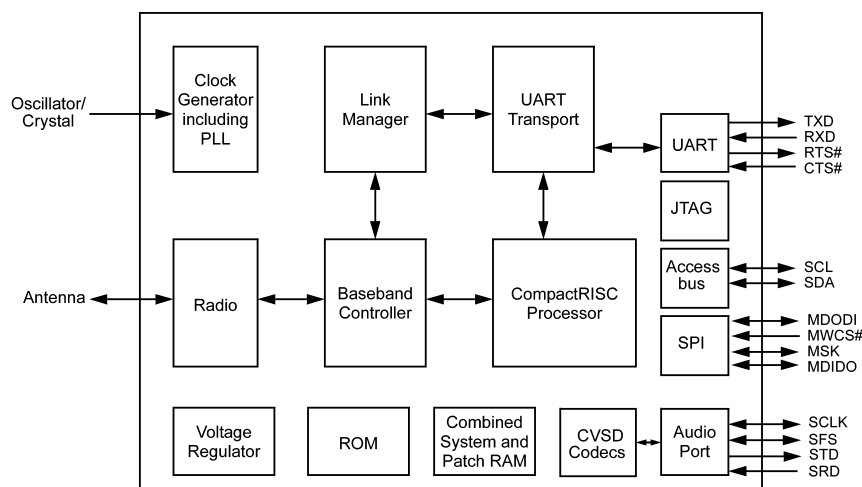 Oscillator/
Crystal
Clock
Generator
including
PLL
Link
Manager
UART
Transport
UART
TXD
RXD
RTS#
CTS#
JTAG
Antenna
Radio
Baseband
Controller
CompactRISC
Processor
Access
bus
SCL
SDA
SPI
MDODI
MWCS#
MSK
MDIDO
Voltage
Regulator
ROM
Combined
System and
Patch RAM
CVSD
Codecs
Audio
Port
SCLK
SFS
STD
SRD